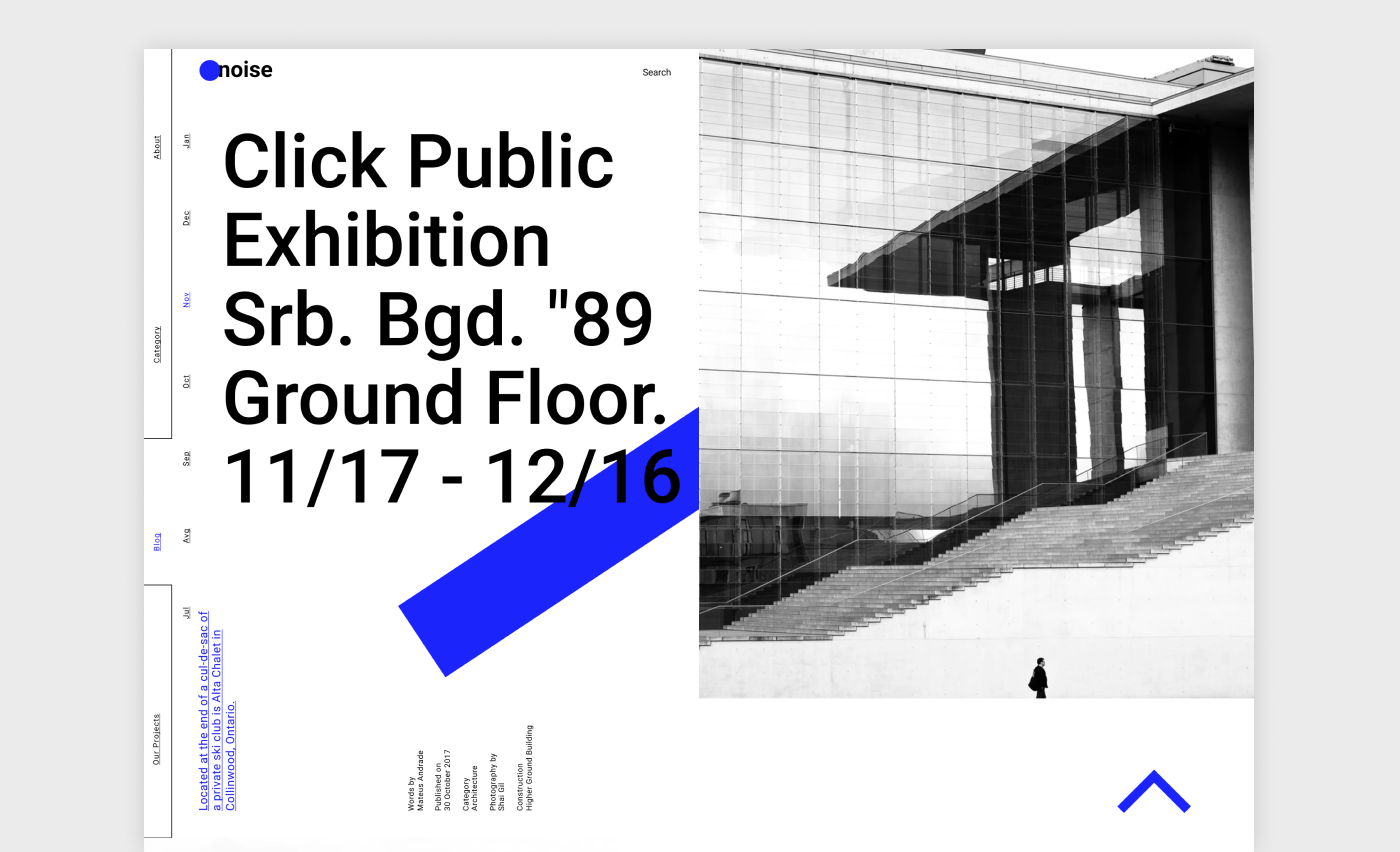 noise
Search
About
Category
Blog
Our Projects
Jan
Dec
Nov
Oct
Sep
Avg
Jul
Click Public
Exhibition
Srb. Bgd. "89
Ground Floor.
11/17 - 12/16
Located at the end of a cul-de-sac of
a private ski club is Alta Chalet in
Collinwood, Ontario.
Words by
Mateus Andrade
Published on
30 October 2017
Category
Architecture
Photography by
Shai Gil
Construction
Higher Ground Building